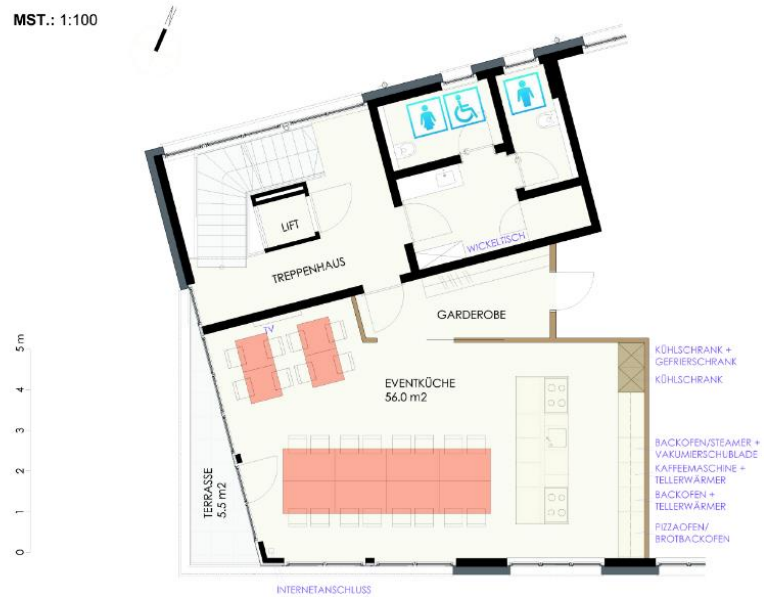 MST.: 1:100
LIFT
TREPPENHAUS
WICKELTISCH
GARDEROBE
TV
EVENTKÜCHE
56.0 m2
TERRASSE
5.5 m2
KÜHLSCHRANK +
GEFRIERSCHRANK
KÜHLSCHRANK
BACKOFEN/STEAMER +
VAKUMIERSCHUBLADE
KAFFEEMASCHINE +
TELLERWÄRMER
BACKOFEN +
TELLERWÄRMER
PIZZAOFEN/
BROTBACKOFEN
INTERNETANSCHLUSS
5 m
4
3
2
1
0